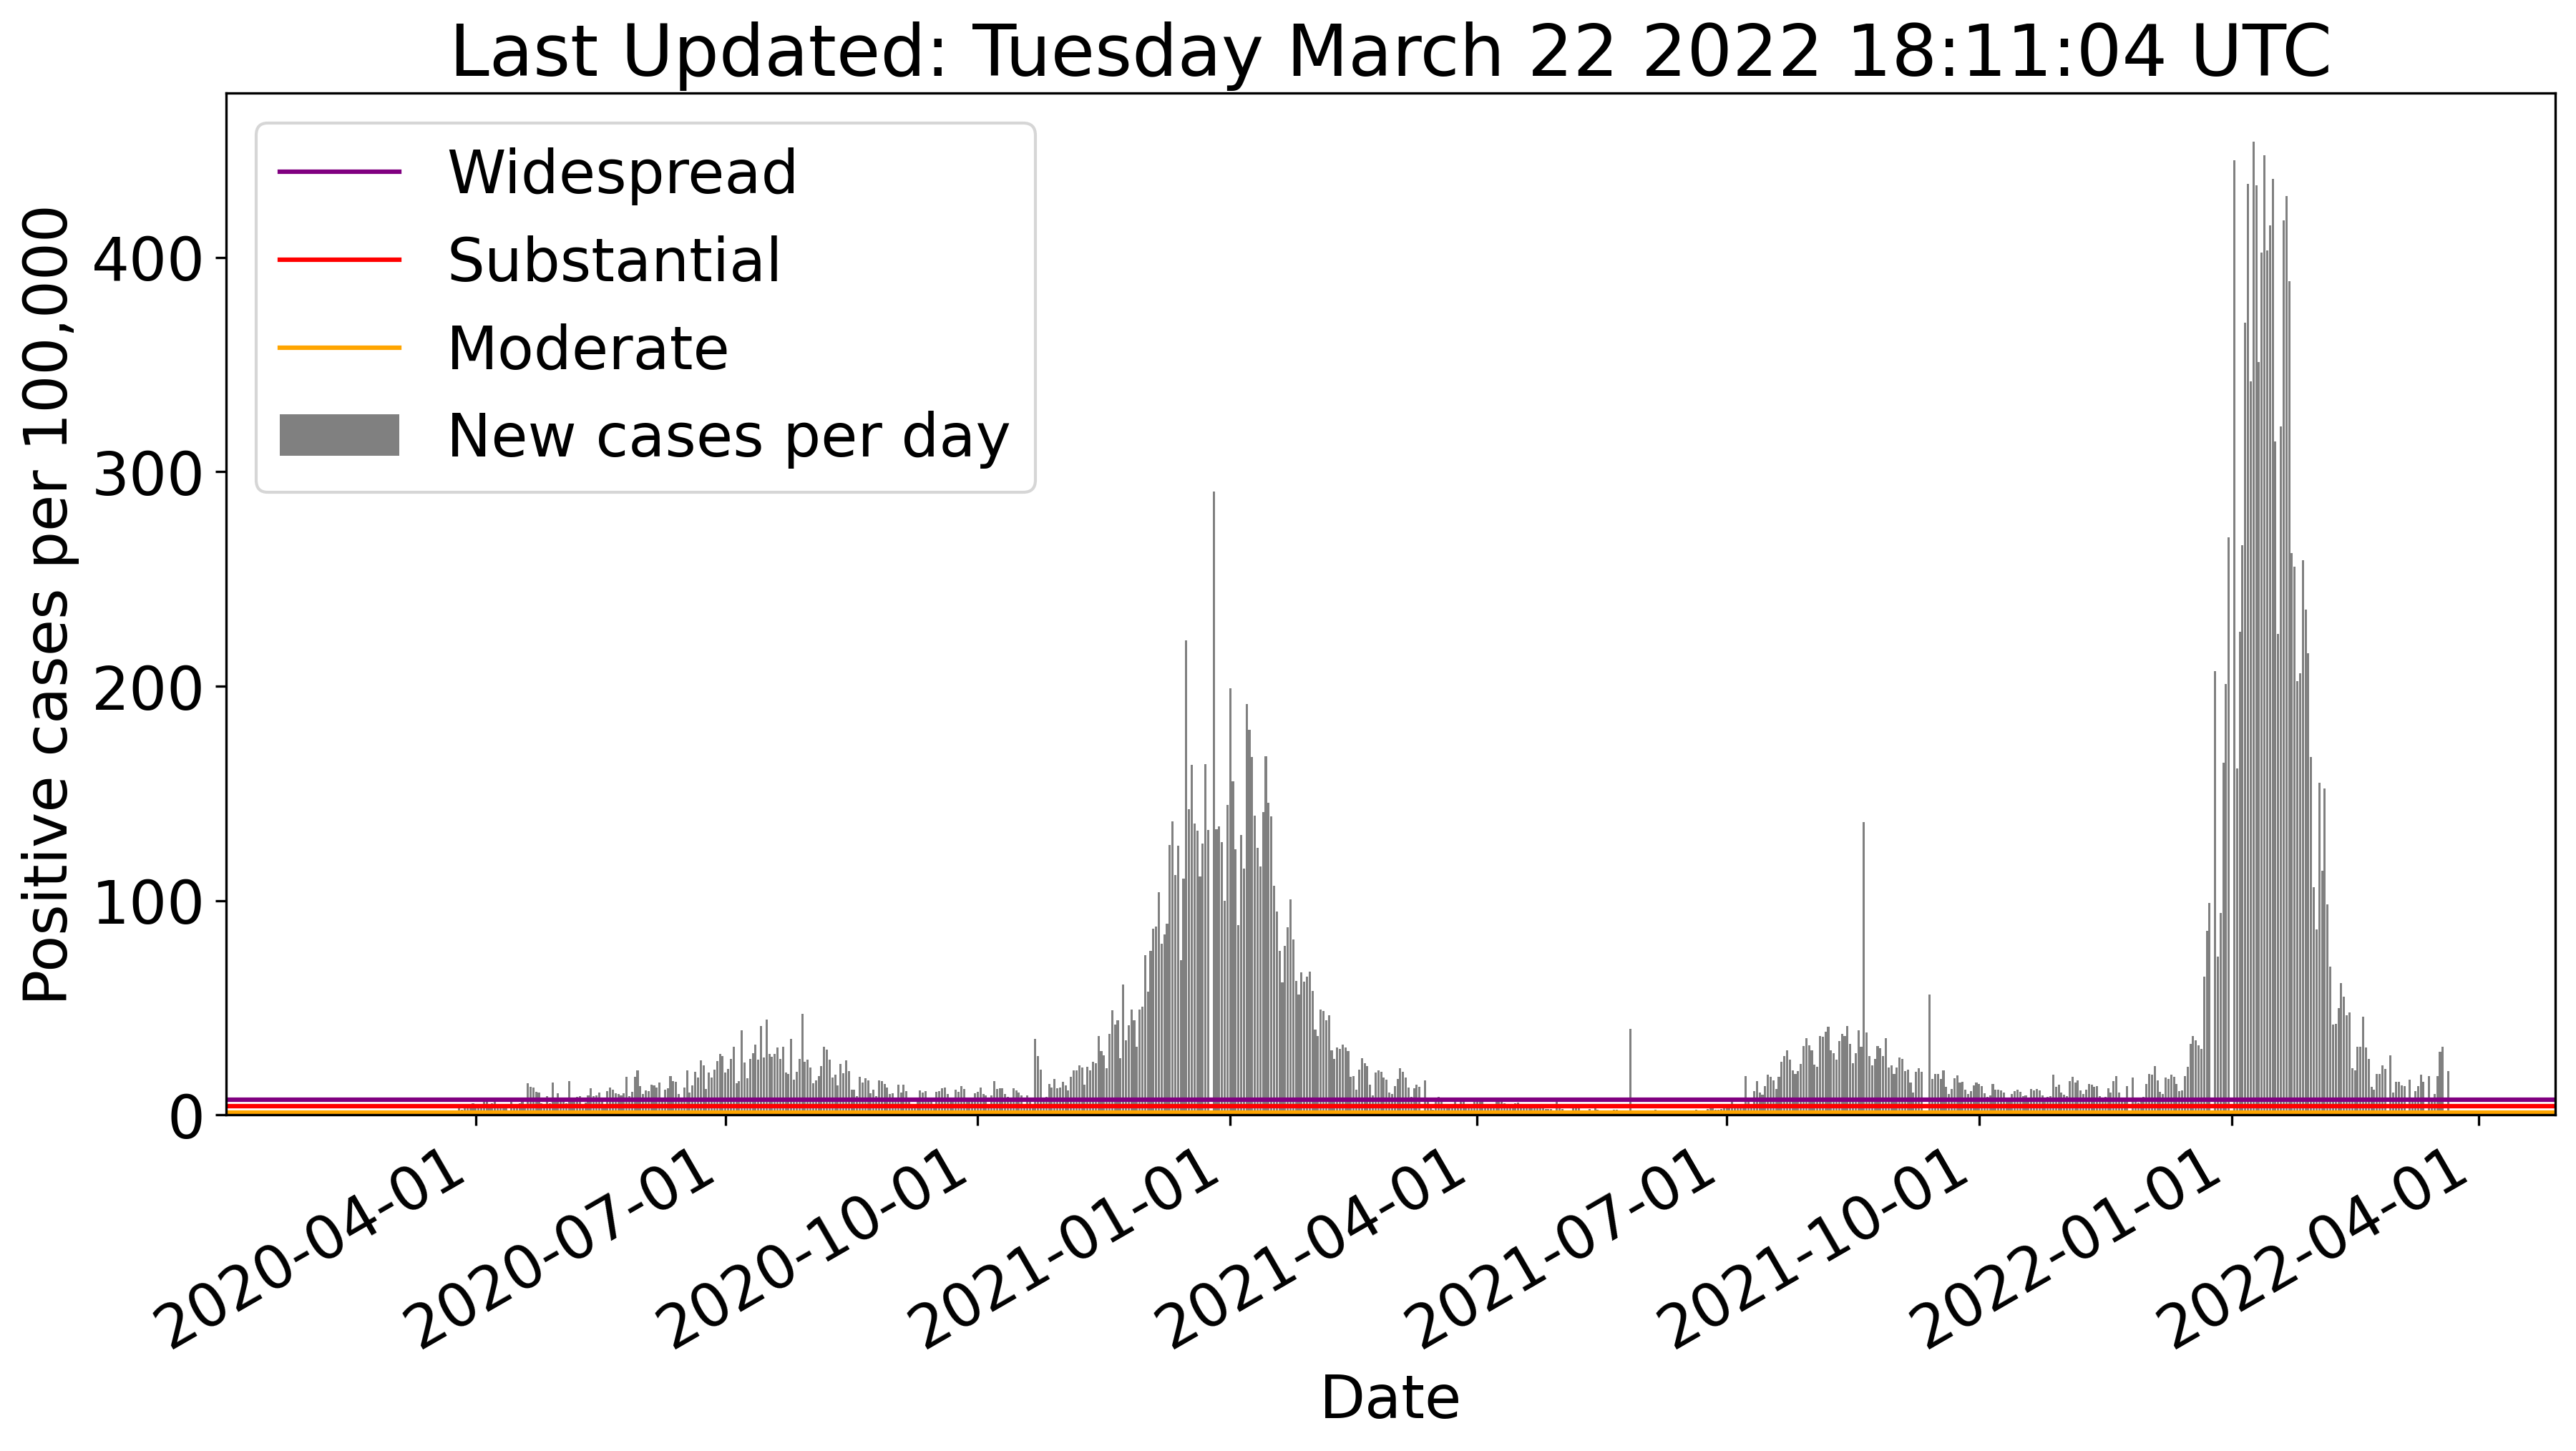 Last Updated: Tuesday March 22 2022 18:11:04 UTC
Widespread
Substantial
Moderate
New cases per day
Positive cases per 100,000
400
300
200
100
0
2020-04-01
2020-07-01
2020-10-01
2021-01-01
2021-04-01
2021-07-01
2021-10-01
2022-01-01
2022-04-01
Date